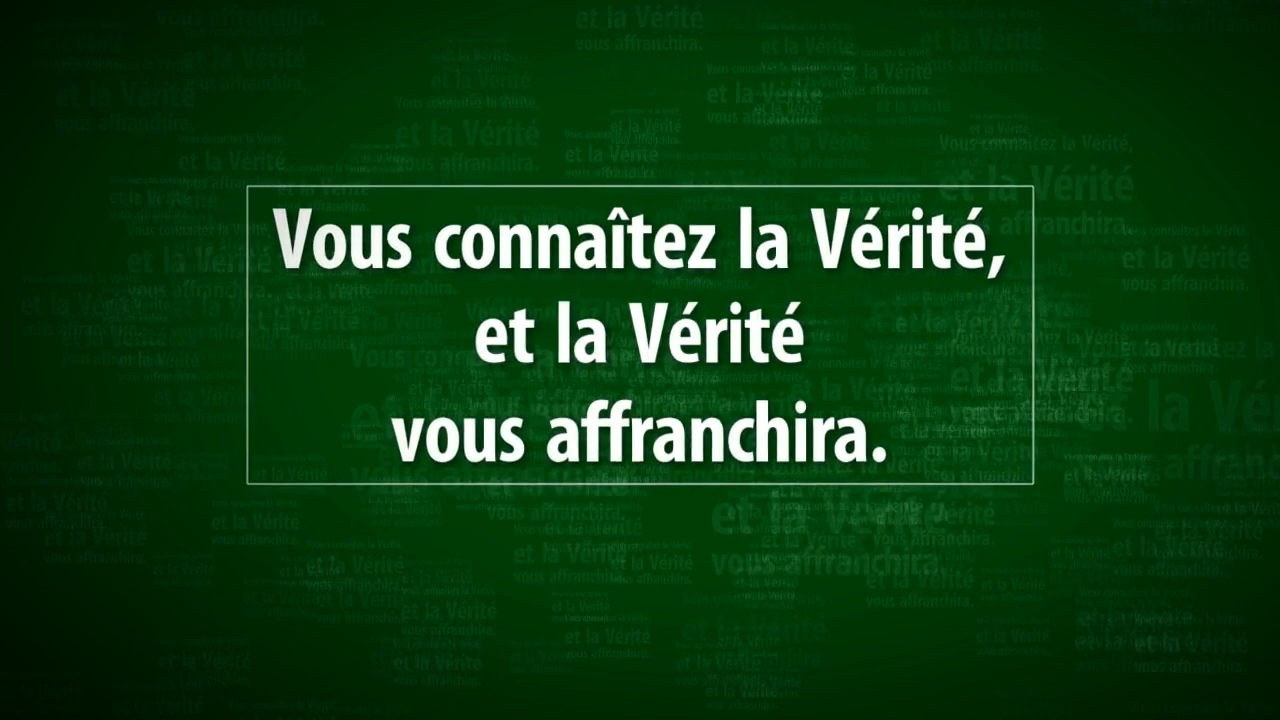 Vous connaîtez la Vérité,
et la Vérité
vous affranchira.